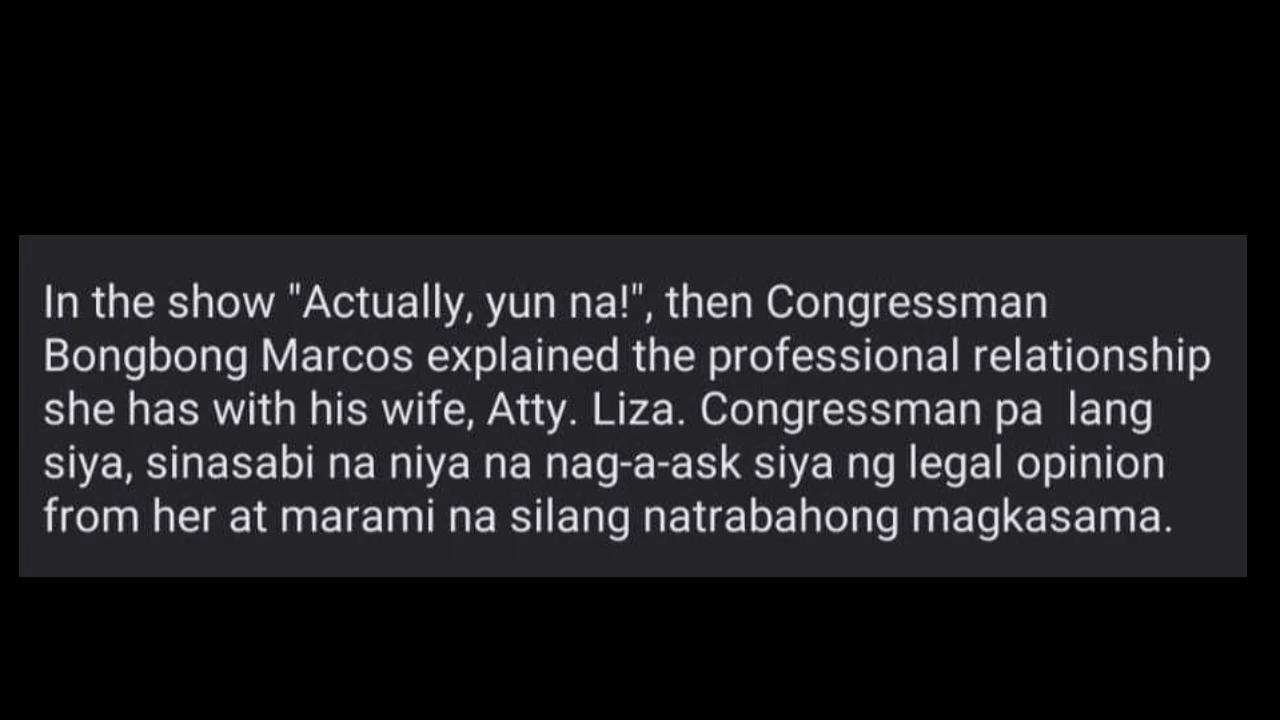 In the show "Actually, yun na!", then Congressman
Bongbong Marcos explained the professional relationship
she has with his wife, Atty. Liza. Congressman pa  lang
siya, sinasabi na niya na nag-a-ask siya ng legal opinion
from her at marami na silang natrabahong magkasama.